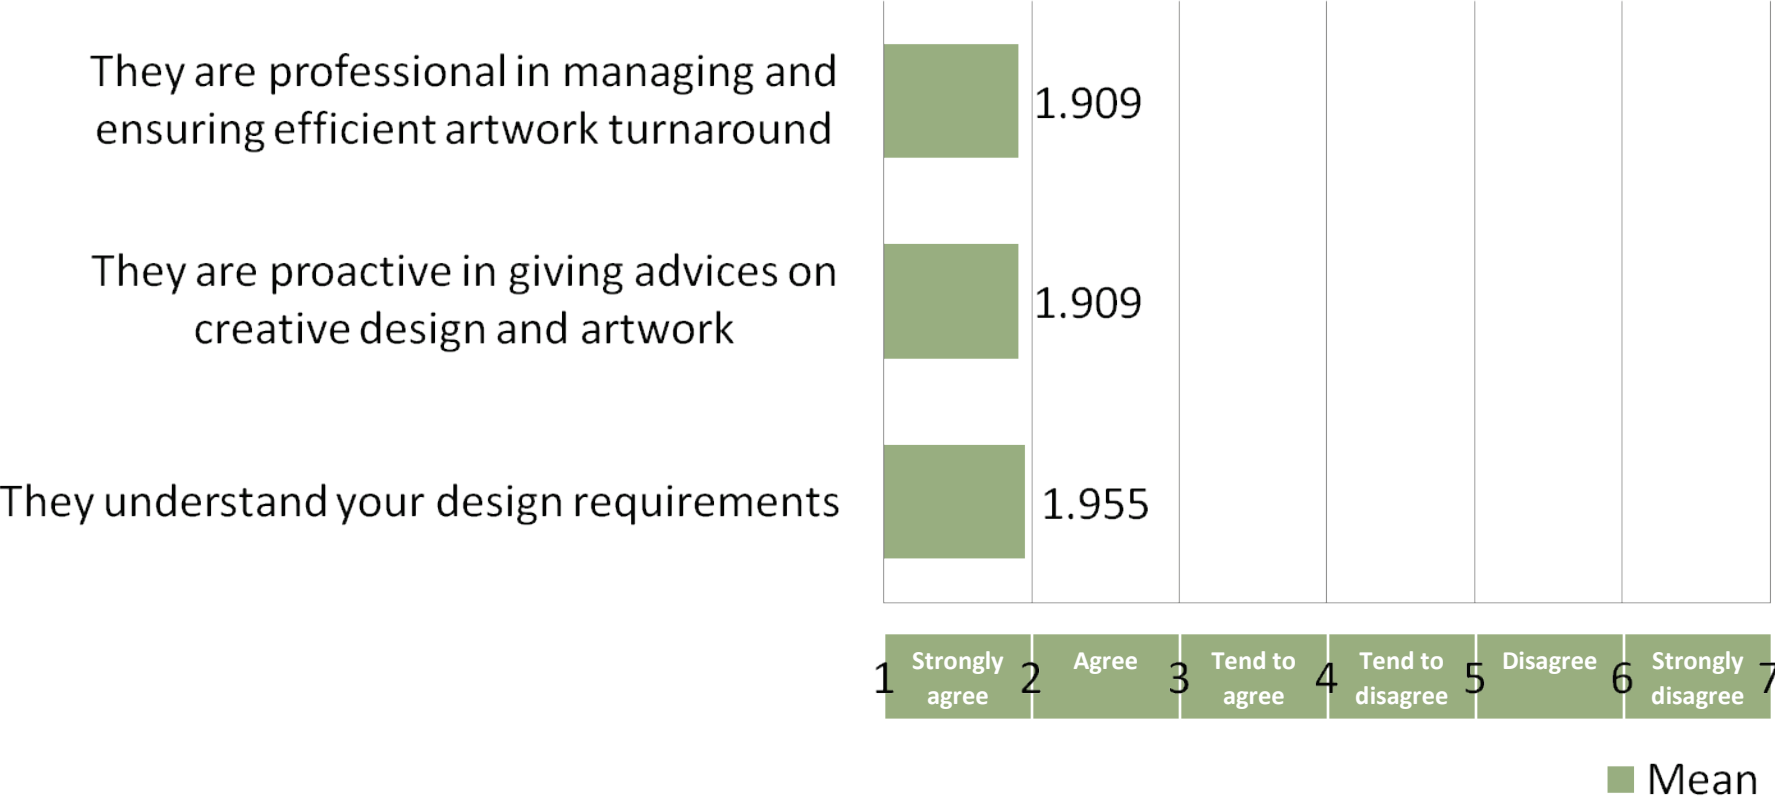 They are professional in managing and
ensuring efficient artwork turnaround
1.909
They are proactive in giving advices on
creative design and artwork
1.909
They understand your design requirements
1.955
1 Strongly agree 2 Agree 3 Tend to agree 4 Tend to disagree 5 Disagree 6 Strongly disagree 7
Mean